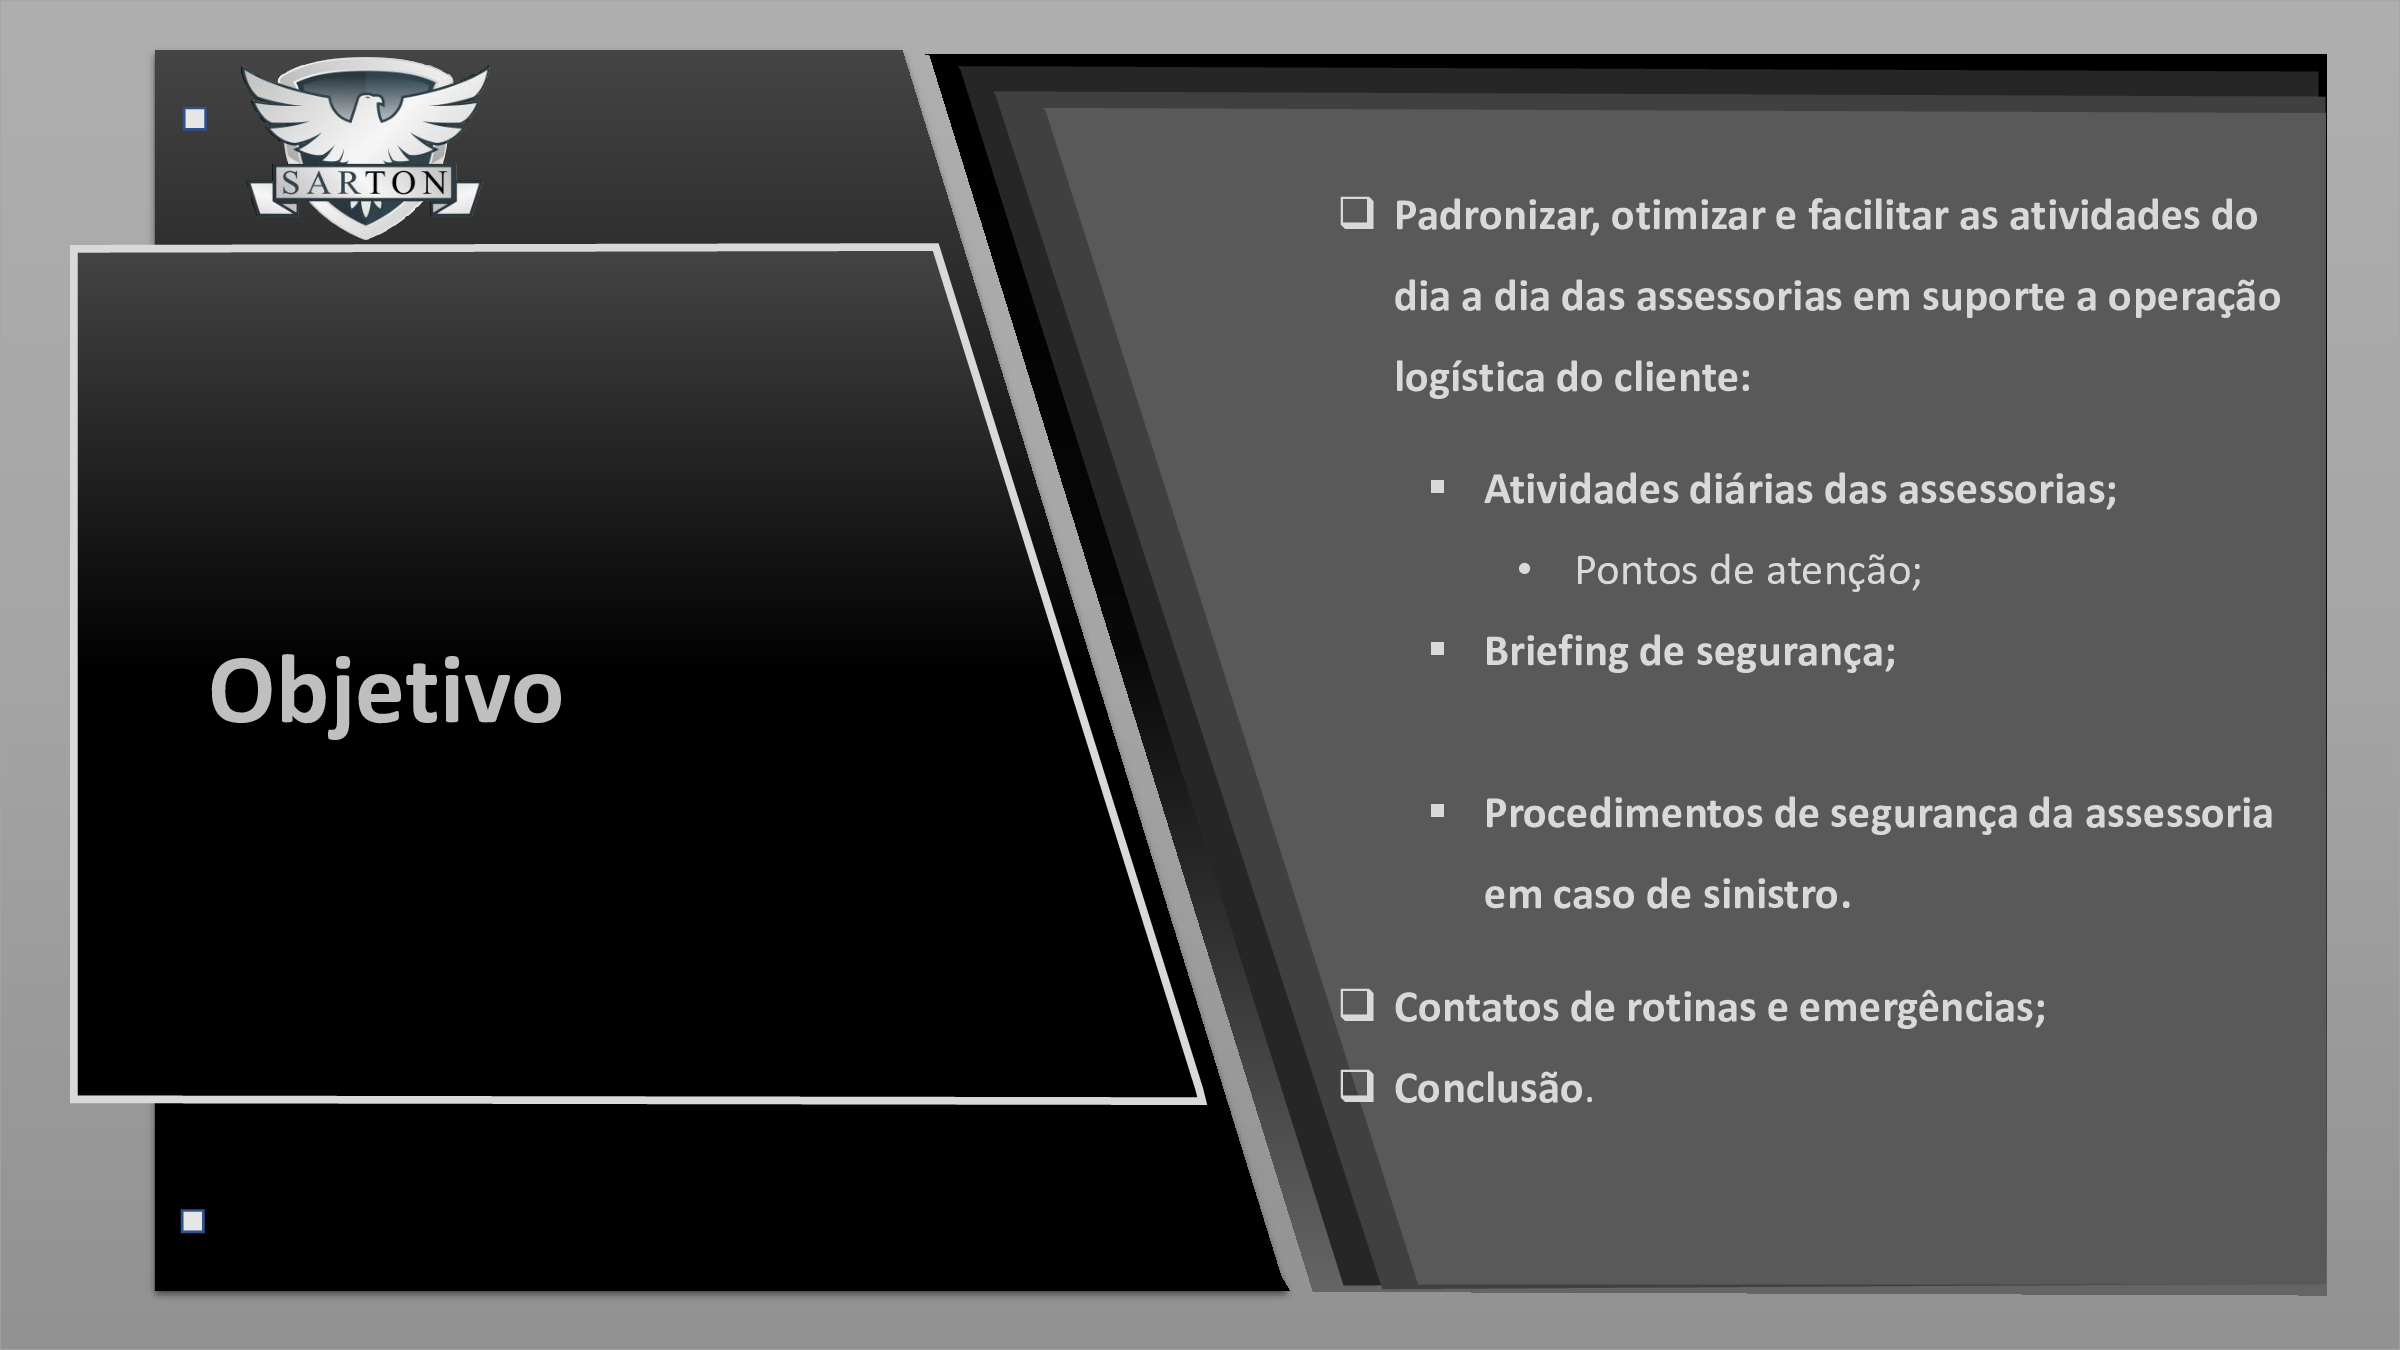 SARTON
Objetivo
❑ Padronizar, otimizar e facilitar as atividades do
dia a dia das assessorias em suporte a operação
logística do cliente:
▪ Atividades diárias das assessorias;
• Pontos de atenção;
▪ Briefing de segurança;
▪ Procedimentos de segurança da assessoria
em caso de sinistro.
❑ Contatos de rotinas e emergências;
❑ Conclusão.